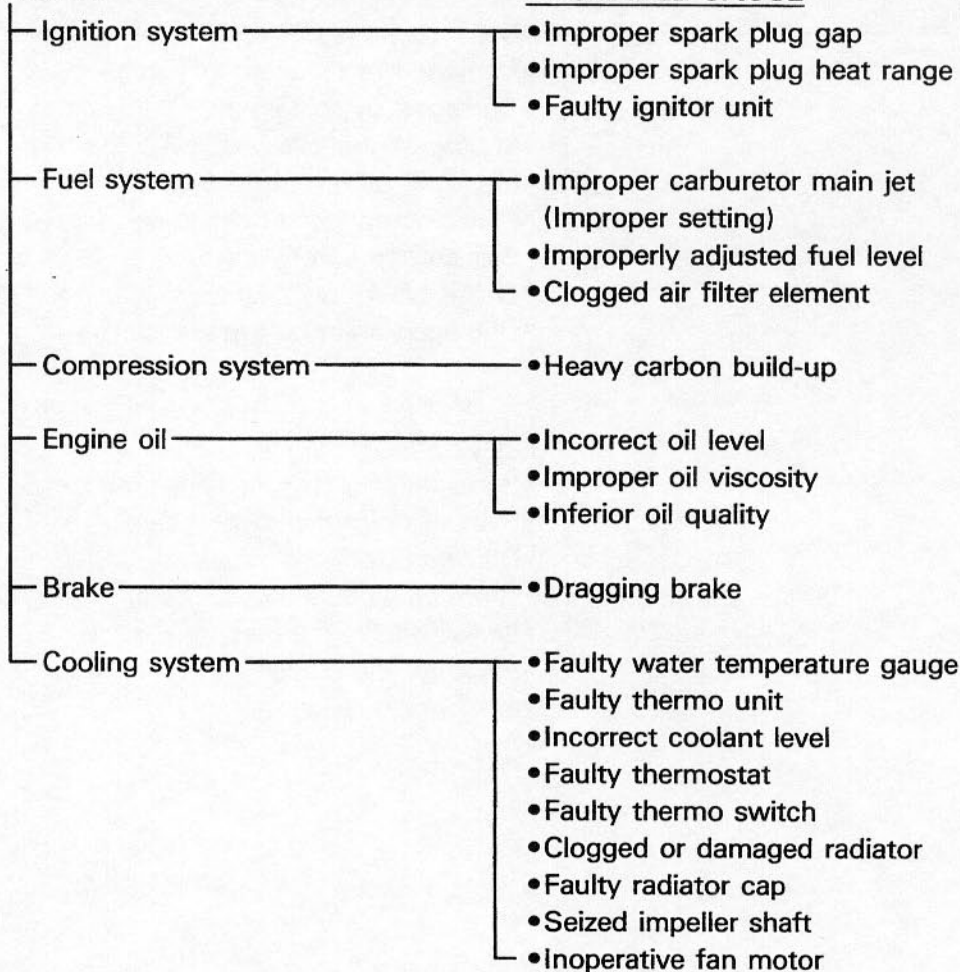 Ignition system
•Improper spark plug gap
•Improper spark plug heat range
•Faulty ignitor unit
Fuel system
•Improper carburetor main jet
(Improper setting)
•Improperly adjusted fuel level
•Clogged air filter element
Compression system
•Heavy carbon build-up
Engine oil
•Incorrect oil level
•Improper oil viscosity
•Inferior oil quality
Brake
•Dragging brake
Cooling system
•Faulty water temperature gauge
•Faulty thermo unit
•Incorrect coolant level
•Faulty thermostat
•Faulty thermo switch
•Clogged or damaged radiator
•Faulty radiator cap
•Seized impeller shaft
•Inoperative fan motor